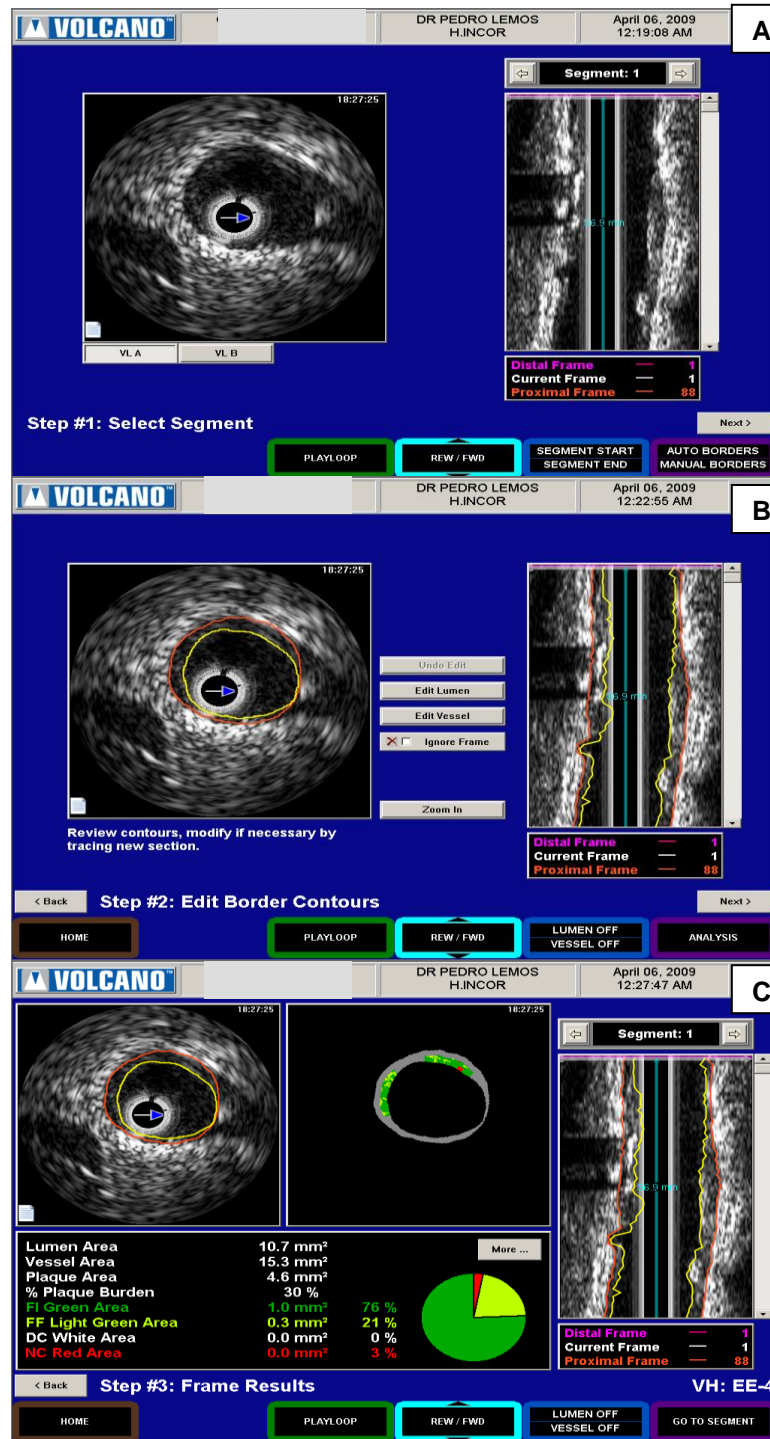 VOLCANO™
DR PEDRO LEMOS
H.INCOR
April 06, 2009
12:19:08 AM
A
18:27:25
Segment: 1
VL A
VL B
Distal Frame — 1
Current Frame — 1
Proximal Frame — 88
Step #1: Select Segment
Next >
PLAYLOOP
REW / FWD
SEGMENT START
SEGMENT END
AUTO BORDERS
MANUAL BORDERS
VOLCANO™
DR PEDRO LEMOS
H.INCOR
April 06, 2009
12:22:55 AM
B
18:27:25
Undo Edit
Edit Lumen
Edit Vessel
Ignore Frame
Zoom In
Review contours, modify if necessary by
tracing new section.
Distal Frame — 1
Current Frame — 1
Proximal Frame — 88
< Back
Step #2: Edit Border Contours
Next >
HOME
PLAYLOOP
REW / FWD
LUMEN OFF
VESSEL OFF
ANALYSIS
VOLCANO™
DR PEDRO LEMOS
H.INCOR
April 06, 2009
12:27:47 AM
C
18:27:25
18:27:25
Segment: 1
Lumen Area 10.7 mm²
Vessel Area 15.3 mm²
Plaque Area 4.6 mm²
% Plaque Burden 30 %
FI Green Area 1.0 mm² 76 %
FF Light Green Area 0.3 mm² 21 %
DC White Area 0.0 mm² 0 %
NC Red Area 0.0 mm² 3 %
More ...
Distal Frame — 1
Current Frame — 1
Proximal Frame — 88
< Back
Step #3: Frame Results
VH: EE-4
HOME
PLAYLOOP
REW / FWD
LUMEN OFF
VESSEL OFF
GO TO SEGMENT